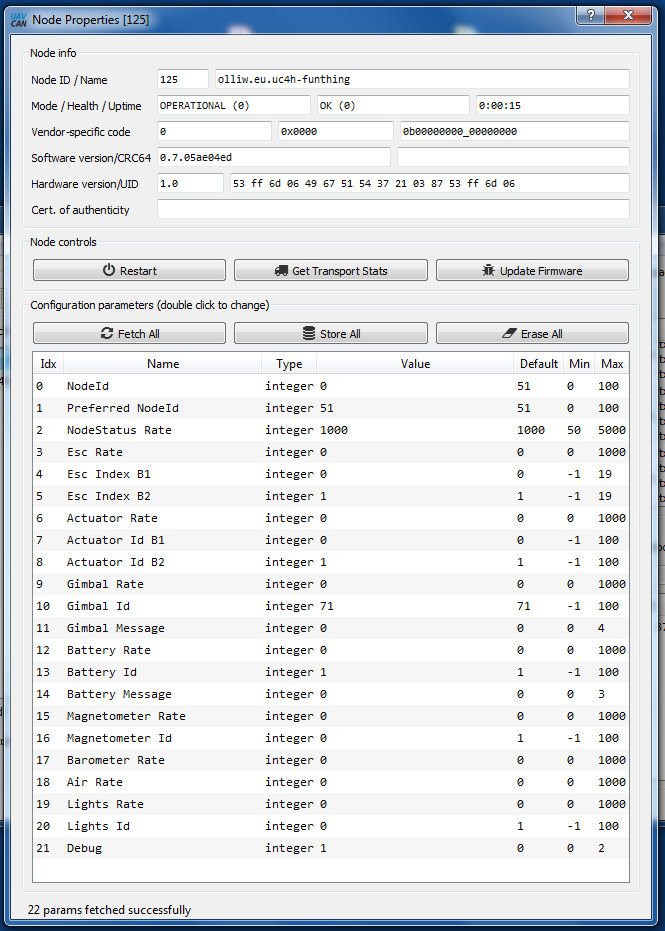 UAV CAN Node Properties [125] ?
Node info
Node ID / Name 125 olliw.eu.uc4h-funthing
Mode / Health / Uptime OPERATIONAL (0) OK (0) 0:00:15
Vendor-specific code 0 0x0000 0b00000000_00000000
Software version/CRC64 0.7.05ae04ed
Hardware version/UID 1.0 53 ff 6d 06 49 67 51 54 37 21 03 87 53 ff 6d 06
Cert. of authenticity
Node controls
Restart Get Transport Stats Update Firmware
Configuration parameters (double click to change)
Fetch All Store All Erase All
Idx Name Type Value Default Min Max
0 NodeId integer 0 51 0 100
1 Preferred NodeId integer 51 51 0 100
2 NodeStatus Rate integer 1000 1000 50 5000
3 Esc Rate integer 0 0 0 1000
4 Esc Index B1 integer 0 0 -1 19
5 Esc Index B2 integer 1 1 -1 19
6 Actuator Rate integer 0 0 0 1000
7 Actuator Id B1 integer 0 0 -1 100
8 Actuator Id B2 integer 1 1 -1 100
9 Gimbal Rate integer 0 0 0 1000
10 Gimbal Id integer 71 71 -1 100
11 Gimbal Message integer 0 0 0 4
12 Battery Rate integer 0 0 0 1000
13 Battery Id integer 1 1 -1 100
14 Battery Message integer 0 0 0 3
15 Magnetometer Rate integer 0 0 0 1000
16 Magnetometer Id integer 0 1 -1 100
17 Barometer Rate integer 0 0 0 1000
18 Air Rate integer 0 0 0 1000
19 Lights Rate integer 0 0 0 1000
20 Lights Id integer 0 1 -1 100
21 Debug integer 1 0 0 2
22 params fetched successfully